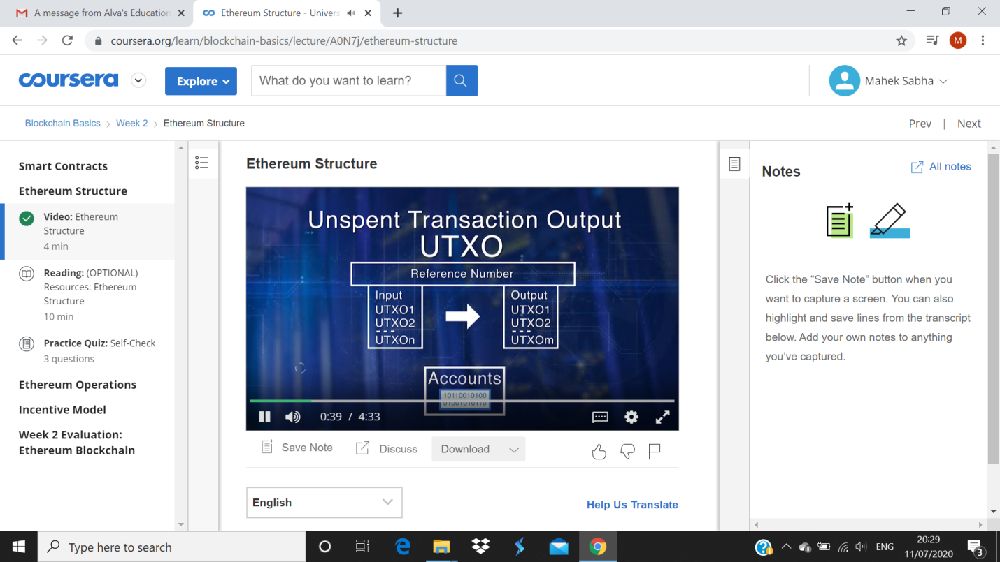 A message from Alva's Education
Ethereum Structure - Univers
coursera.org/learn/blockchain-basics/lecture/A0N7j/ethereum-structure
M
coursera
Explore
What do you want to learn?
Mahek Sabha
Blockchain Basics > Week 2 > Ethereum Structure
Prev | Next
Smart Contracts
Ethereum Structure
Video: Ethereum
Structure
4 min
Reading: (OPTIONAL)
Resources: Ethereum
Structure
10 min
Practice Quiz: Self-Check
3 questions
Ethereum Operations
Incentive Model
Week 2 Evaluation:
Ethereum Blockchain
Ethereum Structure
Unspent Transaction Output
UTXO
Reference Number
Input
UTXO1
UTXO2
UTXOn
Output
UTXO1
UTXO2
UTXOm
Accounts
10110010100
01001010110
0:39 / 4:33
Save Note
Discuss
Download
English
Help Us Translate
Notes
All notes
Click the “Save Note” button when you
want to capture a screen. You can also
highlight and save lines from the transcript
below. Add your own notes to anything
you’ve captured.
Type here to search
ENG
20:29
11/07/2020
3